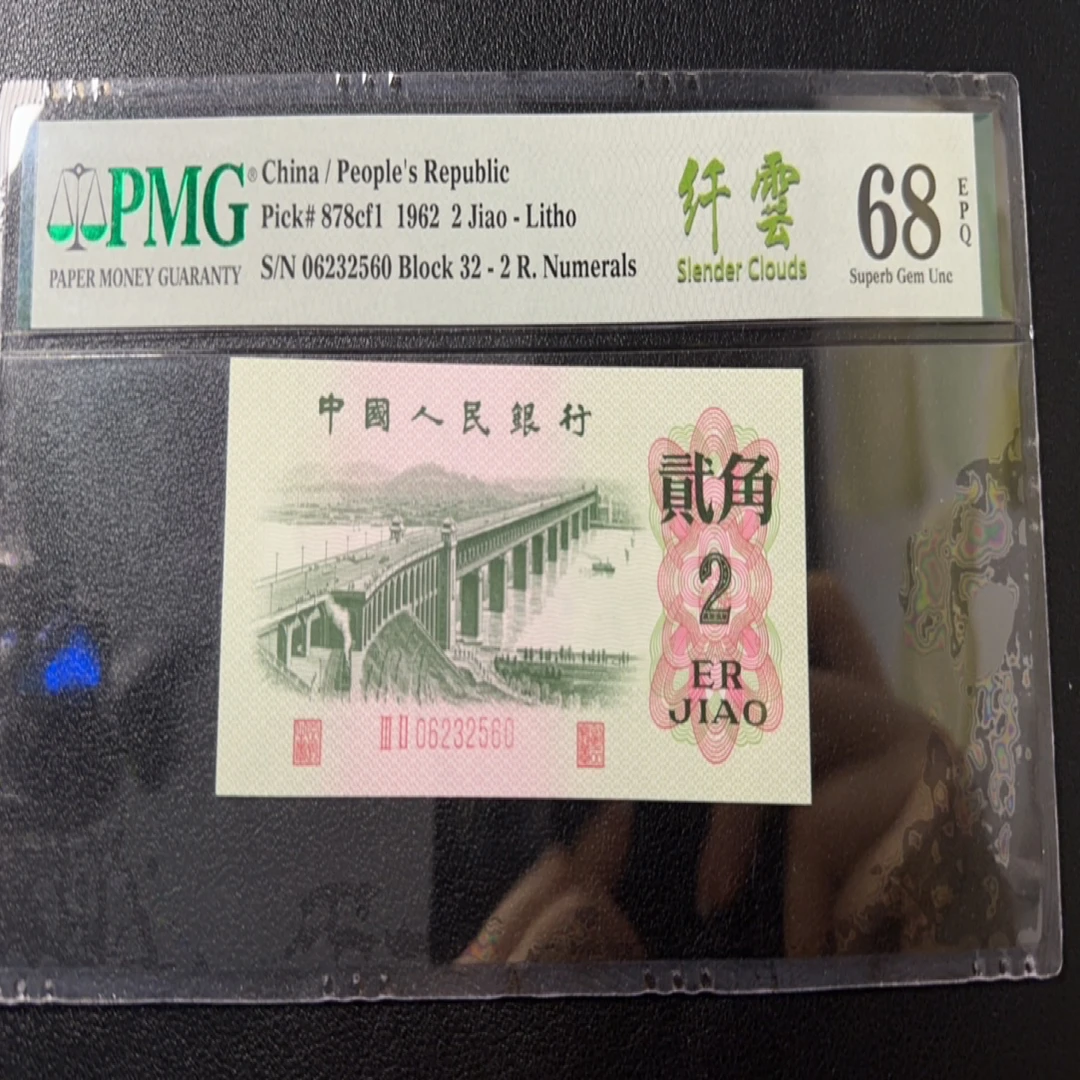 PMG®
PAPER MONEY GUARANTY
China / People's Republic
Pick# 878cf1 1962 2 Jiao - Litho
S/N 06232560 Block 32 - 2 R. Numerals
纤雲
Slender Clouds
68
EPQ
Superb Gem Unc
中國人民銀行
貳角
2
ER
JIAO
III II 06232560